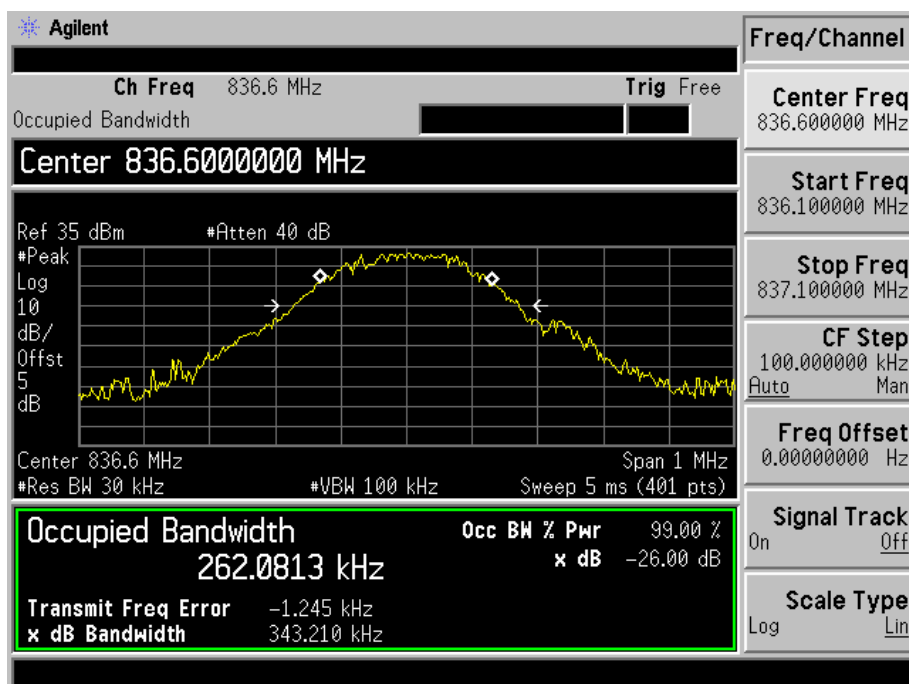 Agilent
Freq/Channel
Ch Freq 836.6 MHz Trig Free
Occupied Bandwidth
Center 836.6000000 MHz
Ref 35 dBm #Atten 40 dB
#Peak
Log
10
dB/
Offst
5
dB
Center 836.6 MHz Span 1 MHz
#Res BW 30 kHz #VBW 100 kHz Sweep 5 ms (401 pts)
Occupied Bandwidth
262.0813 kHz
Occ BW % Pwr 99.00 %
x dB -26.00 dB
Transmit Freq Error -1.245 kHz
x dB Bandwidth 343.210 kHz
Center Freq
836.600000 MHz
Start Freq
836.100000 MHz
Stop Freq
837.100000 MHz
CF Step
100.000000 kHz
Auto Man
Freq Offset
0.00000000 Hz
Signal Track
On Off
Scale Type
Log Lin